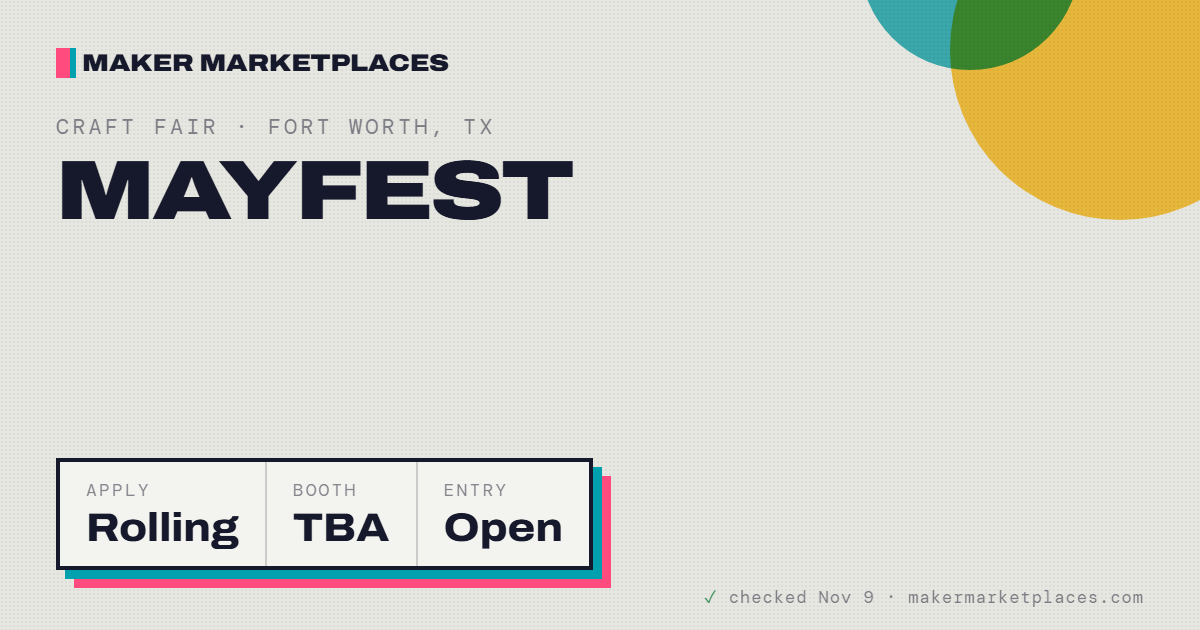 MAKER MARKETPLACES
CRAFT FAIR · FORT WORTH, TX
MAYFEST
APPLY BOOTH ENTRY
Rolling TBA Open
✓ checked Nov 9 · makermarketplaces.com